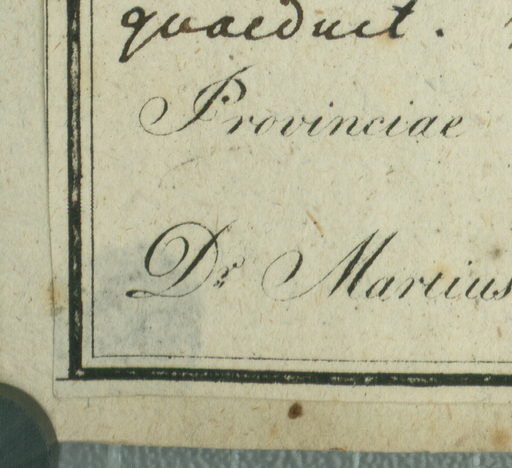 quaeduct.
Provinciae
Dr Martius